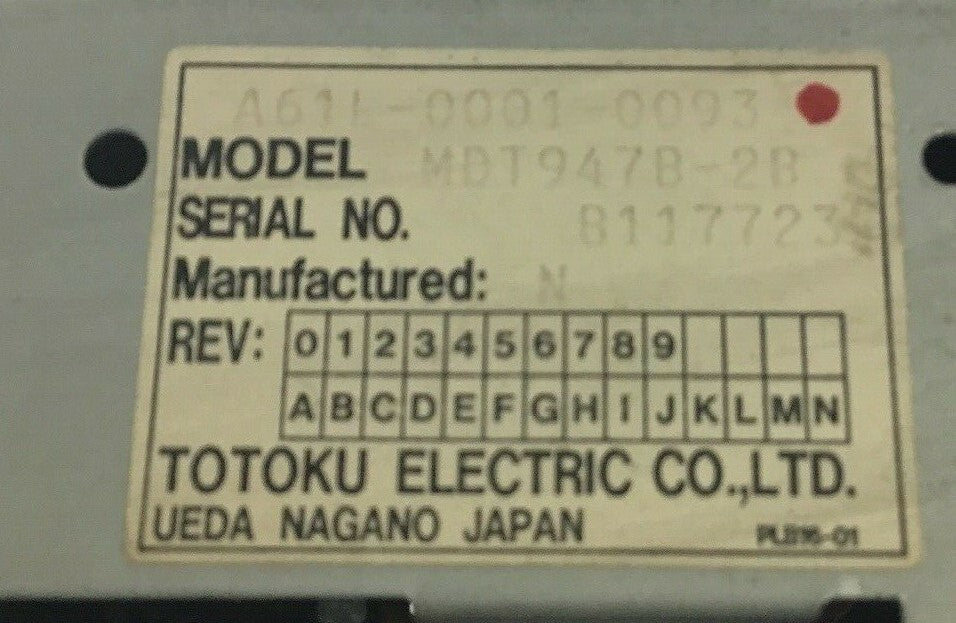 A61L-0001-0093
MODEL MDT947B-2B
SERIAL NO. 8117723
Manufactured: N
REV: 0 1 2 3 4 5 6 7 8 9
A B C D E F G H I J K L M N
TOTOKU ELECTRIC CO.,LTD.
UEDA NAGANO JAPAN